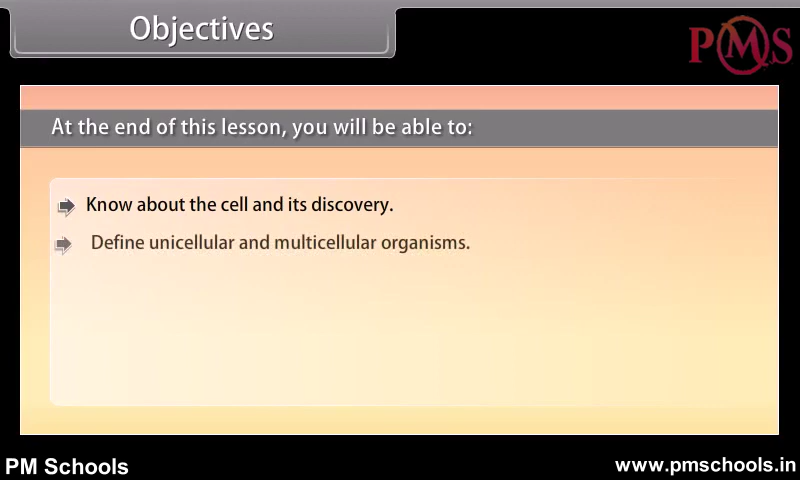 Objectives
PMS
At the end of this lesson, you will be able to:
Know about the cell and its discovery.
Define unicellular and multicellular organisms.
PM Schools
www.pmschools.in